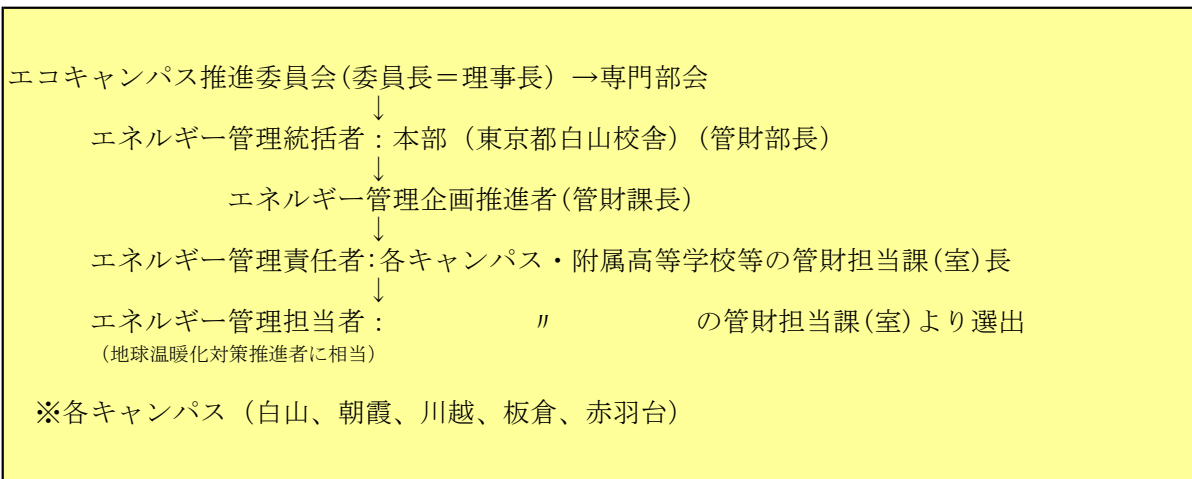 エコキャンパス推進委員会(委員長＝理事長) →専門部会
↓
エネルギー管理統括者：本部（東京都白山校舎）(管財部長)
↓
エネルギー管理企画推進者(管財課長)
↓
エネルギー管理責任者:各キャンパス・附属高等学校等の管財担当課(室)長
↓
エネルギー管理担当者： 〃 の管財担当課(室)より選出
（地球温暖化対策推進者に相当）
※各キャンパス（白山、朝霞、川越、板倉、赤羽台）